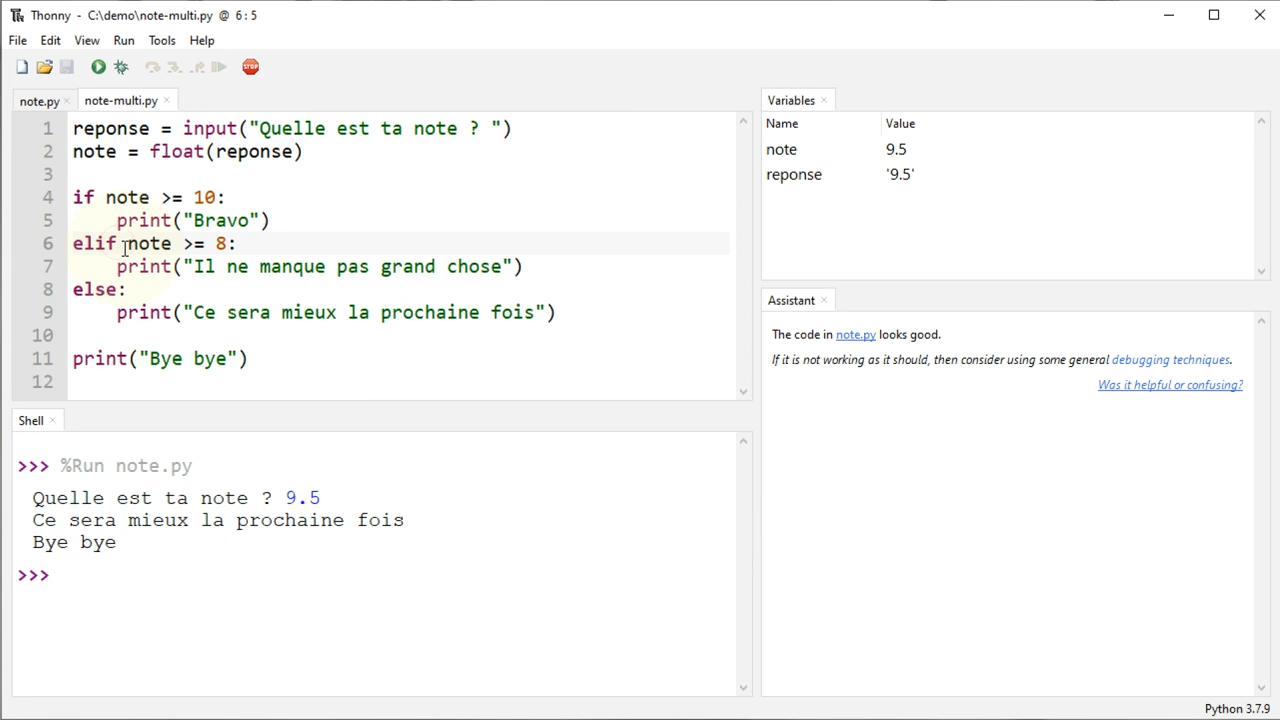 Thonny - C:\demo\note-multi.py @ 6:5
File Edit View Run Tools Help
STOP
note.py × note-multi.py ×
1 reponse = input("Quelle est ta note ? ")
2 note = float(reponse)
3
4 if note >= 10:
5     print("Bravo")
6 elif note >= 8:
7     print("Il ne manque pas grand chose")
8 else:
9     print("Ce sera mieux la prochaine fois")
10
11 print("Bye bye")
12
Shell ×
>>> %Run note.py
Quelle est ta note ? 9.5
Ce sera mieux la prochaine fois
Bye bye
>>>
Variables ×
Name Value
note 9.5
reponse '9.5'
Assistant ×
The code in note.py looks good.
If it is not working as it should, then consider using some general debugging techniques.
Was it helpful or confusing?
Python 3.7.9